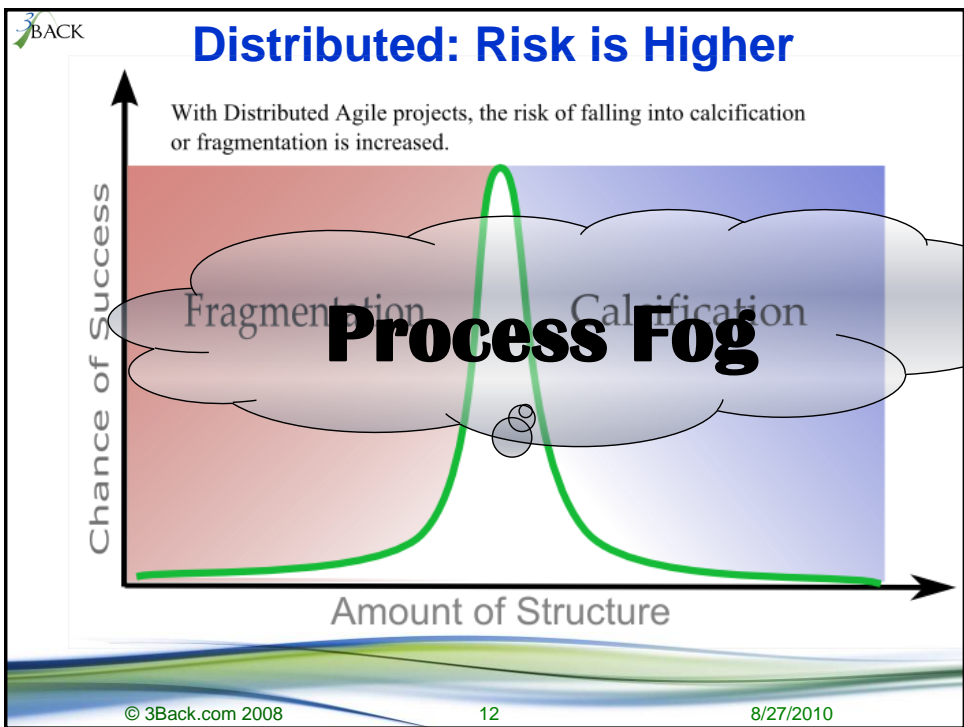 3BACK
Distributed: Risk is Higher
With Distributed Agile projects, the risk of falling into calcification
or fragmentation is increased.
Chance of Success
Fragmentation
Calcification
Process Fog
Amount of Structure
© 3Back.com 2008
12
8/27/2010